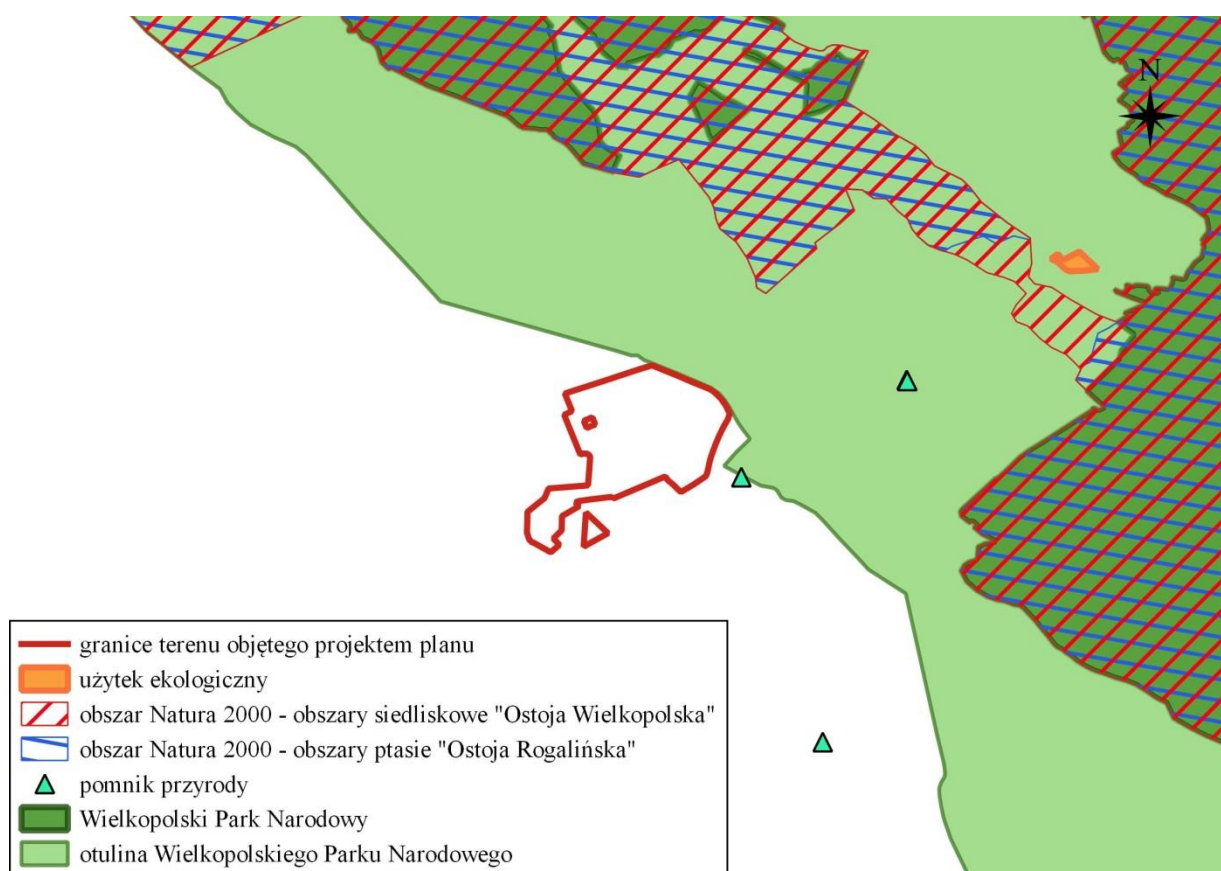 N
granice terenu objętego projektem planu
użytek ekologiczny
obszar Natura 2000 - obszary siedliskowe "Ostoja Wielkopolska"
obszar Natura 2000 - obszary ptasie "Ostoja Rogalińska"
pomnik przyrody
Wielkopolski Park Narodowy
otulina Wielkopolskiego Parku Narodowego